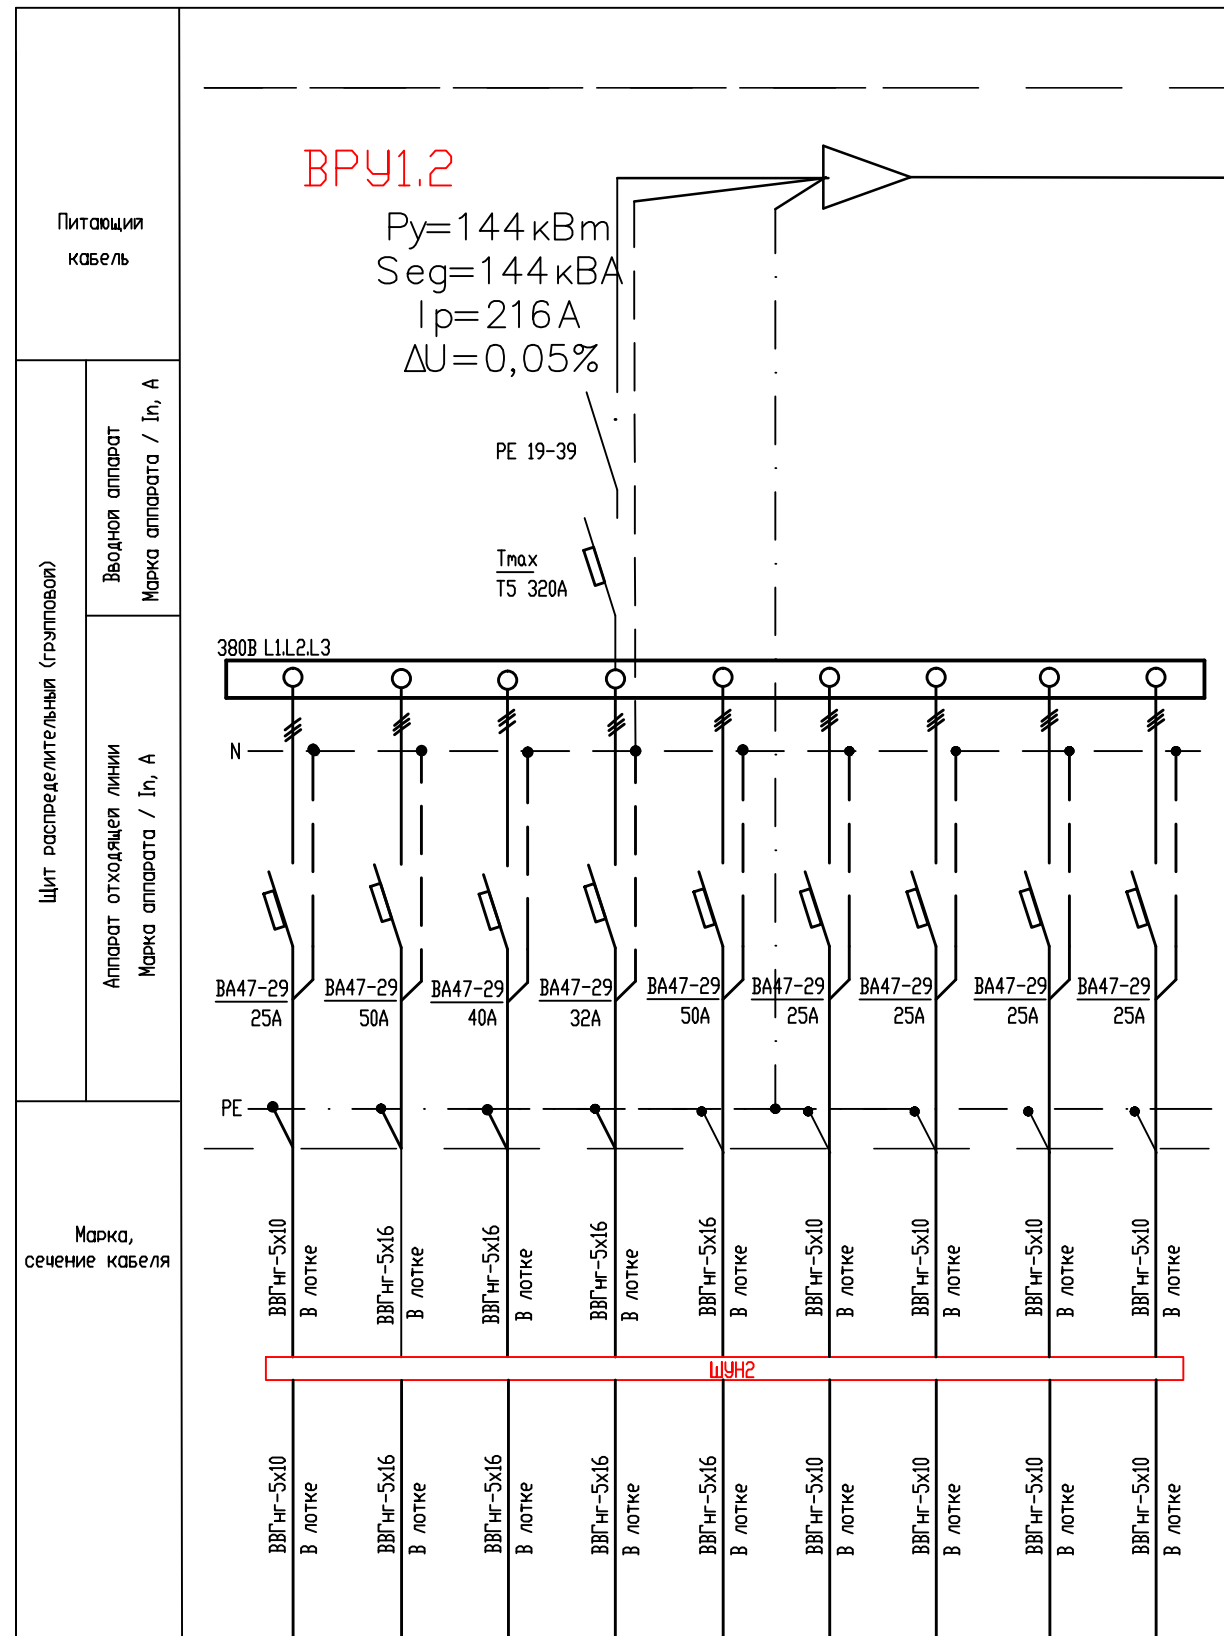 Питающий
кабель
ВРУ1.2
Py=144 кВт
Seg=144 кВА
Ip=216 А
ΔU=0,05%
Щит распределительный (групповой)
Вводной аппарат
Марка аппарата / In, А
РЕ 19-39
Tmax
T5 320А
380В L1.L2.L3
Аппарат отходящей линии
Марка аппарата / In, А
N
ВА47-29
25А
ВА47-29
50А
ВА47-29
40А
ВА47-29
32А
ВА47-29
50А
ВА47-29
25А
ВА47-29
25А
ВА47-29
25А
ВА47-29
25А
PE
Марка,
сечение кабеля
ВВГнг-5х10
В лотке
ВВГнг-5х16
В лотке
ВВГнг-5х16
В лотке
ВВГнг-5х16
В лотке
ВВГнг-5х16
В лотке
ВВГнг-5х10
В лотке
ВВГнг-5х10
В лотке
ВВГнг-5х10
В лотке
ВВГнг-5х10
В лотке
ШУН2
ВВГнг-5х10
В лотке
ВВГнг-5х16
В лотке
ВВГнг-5х16
В лотке
ВВГнг-5х16
В лотке
ВВГнг-5х16
В лотке
ВВГнг-5х10
В лотке
ВВГнг-5х10
В лотке
ВВГнг-5х10
В лотке
ВВГнг-5х10
В лотке